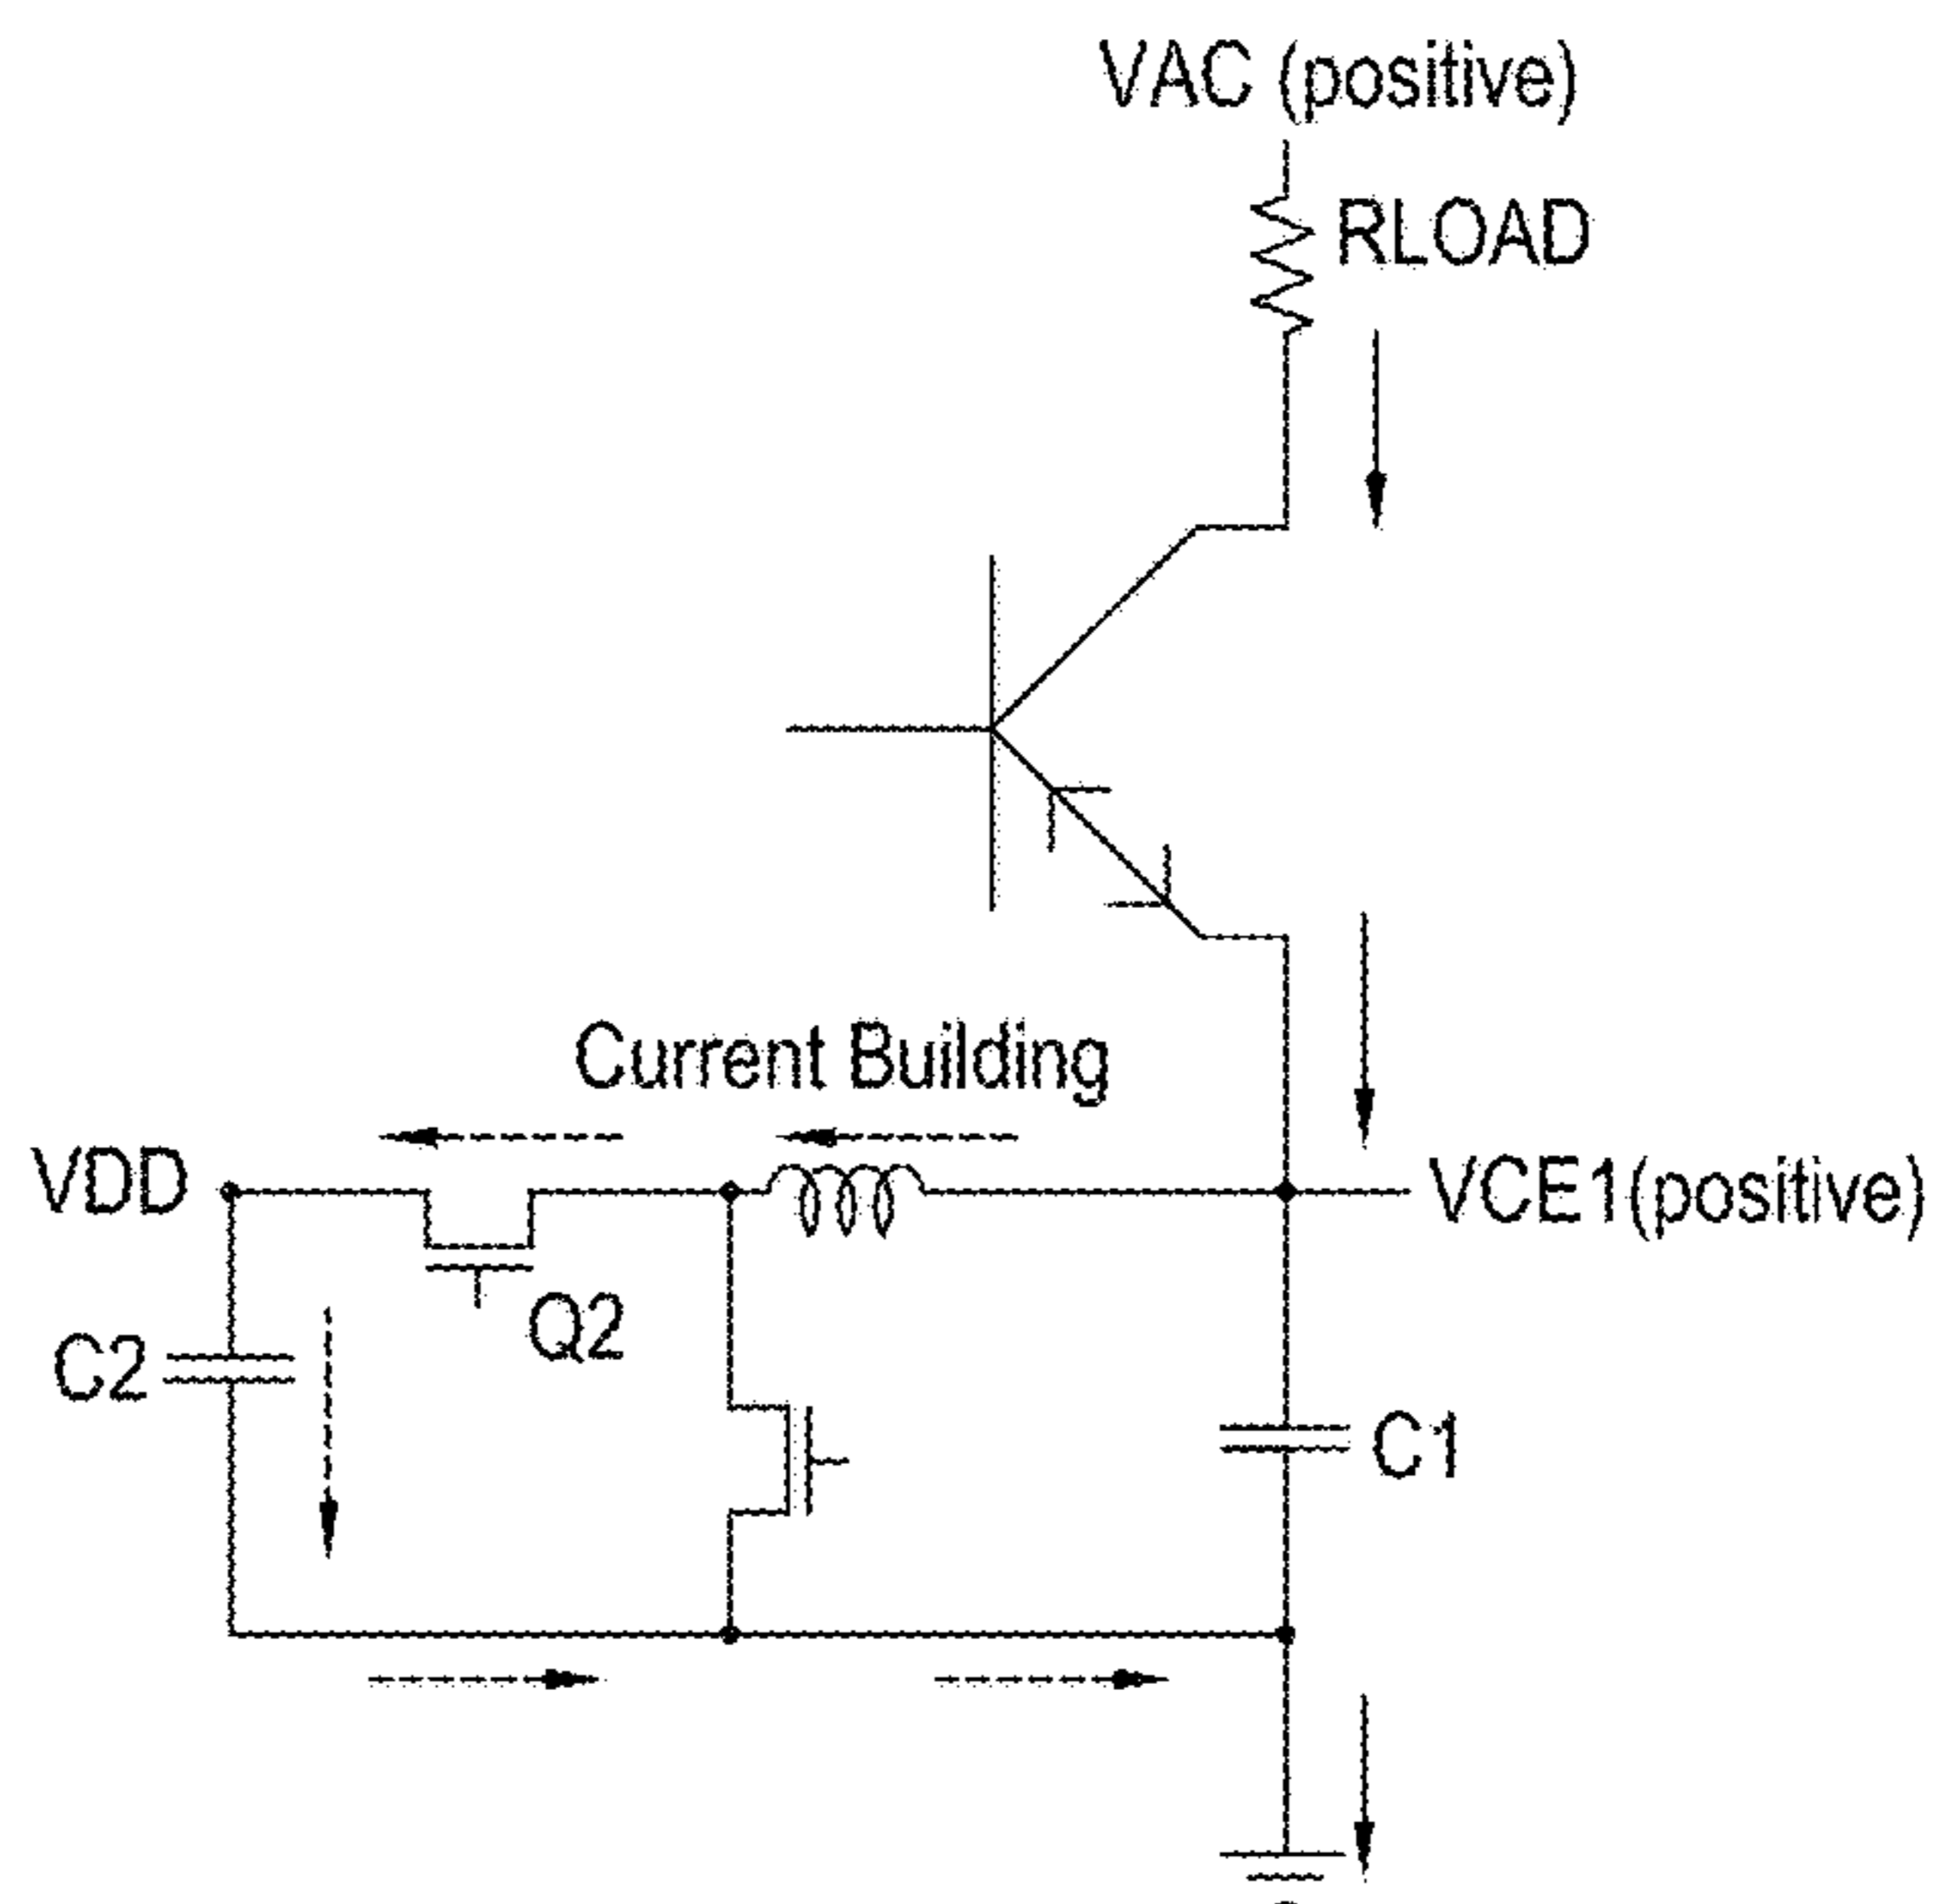 VAC (positive)
RLOAD
Current Building
VDD
VCE1(positive)
Q2
C2
C1